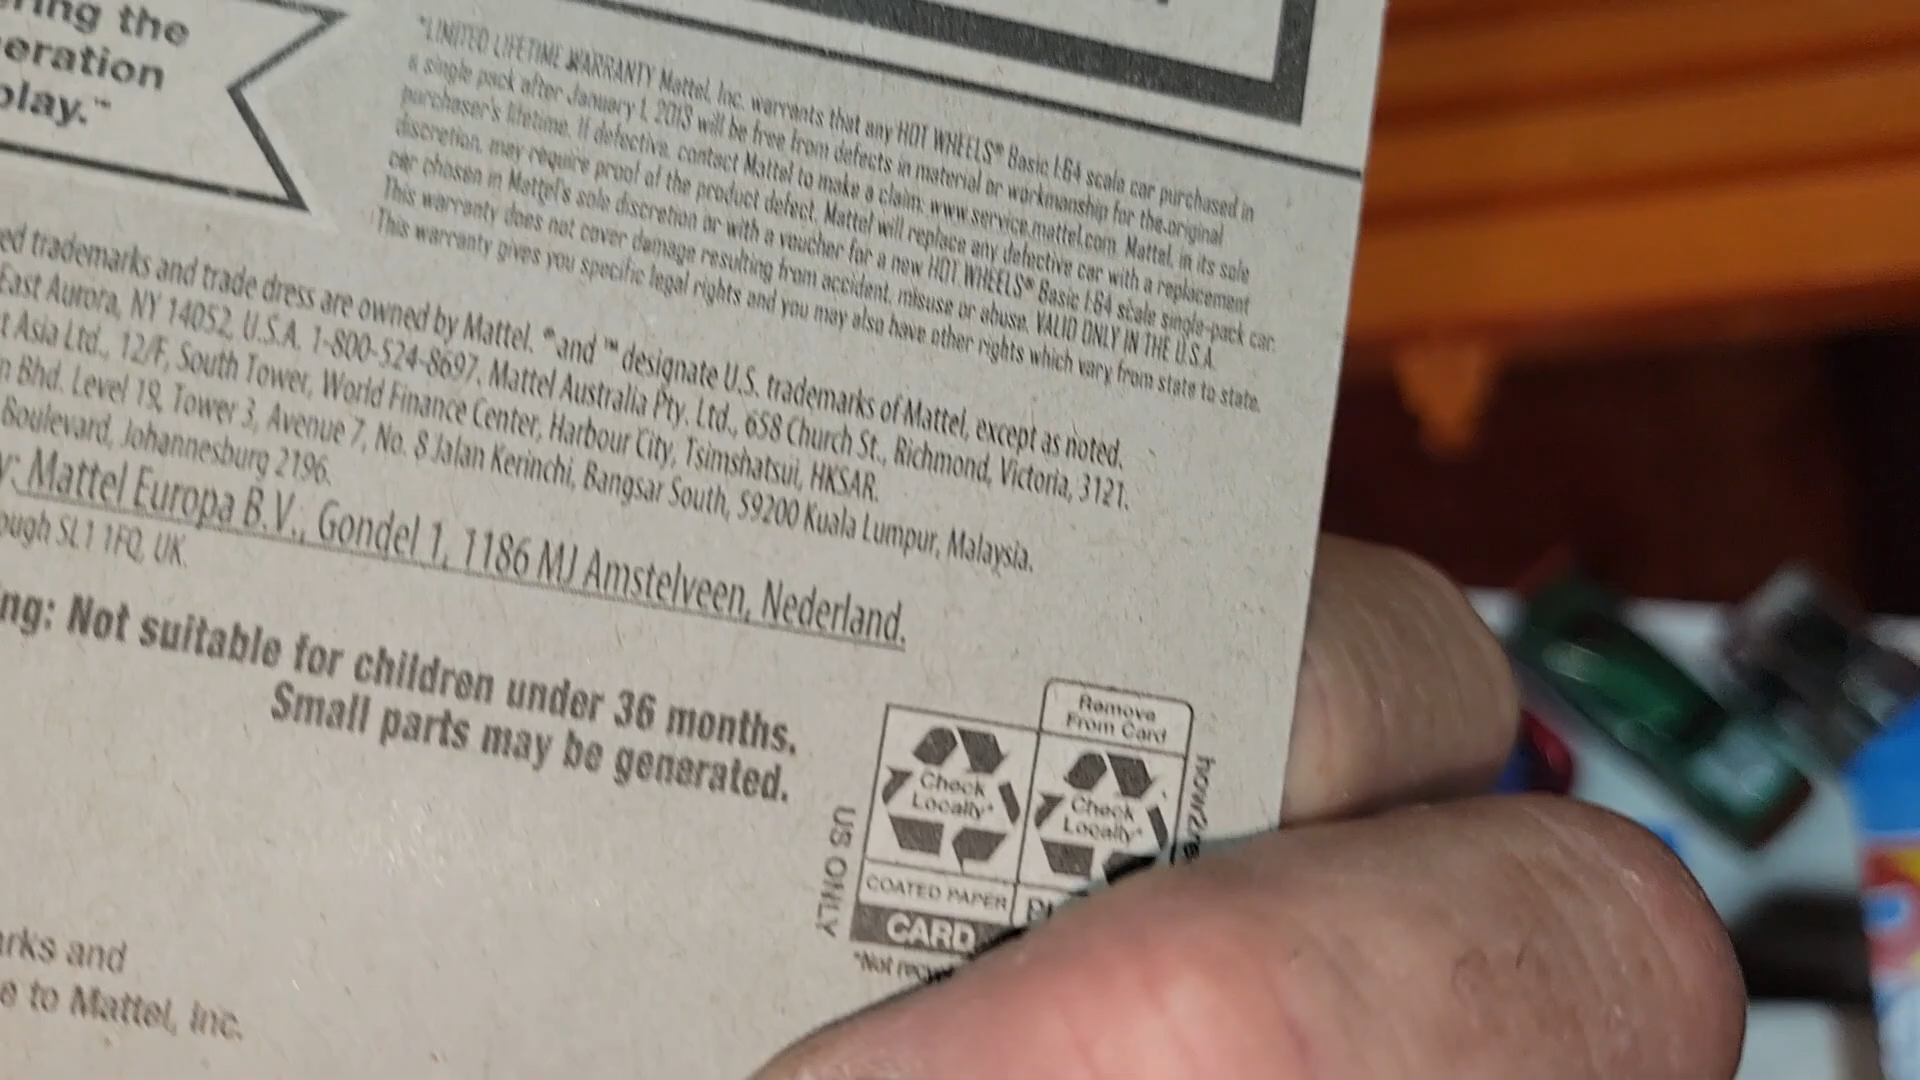 ring the
eration
play.™
*LIMITED LIFETIME WARRANTY Mattel, Inc. warrants that any HOT WHEELS® Basic 1:64 scale car purchased in
a single pack after January 1, 2013 will be free from defects in material or workmanship for the original
purchaser's lifetime. If defective, contact Mattel to make a claim: www.service.mattel.com. Mattel, in its sole
discretion, may require proof of the product defect. Mattel will replace any defective car with a replacement
car chosen in Mattel's sole discretion or with a voucher for a new HOT WHEELS® Basic 1:64 scale single-pack car.
This warranty does not cover damage resulting from accident, misuse or abuse. VALID ONLY IN THE U.S.A.
This warranty gives you specific legal rights and you may also have other rights which vary from state to state.
ed trademarks and trade dress are owned by Mattel. ® and ™ designate U.S. trademarks of Mattel, except as noted.
East Aurora, NY 14052, U.S.A. 1-800-524-8697. Mattel Australia Pty. Ltd., 658 Church St., Richmond, Victoria, 3121.
t Asia Ltd., 12/F, South Tower, World Finance Center, Harbour City, Tsimshatsui, HKSAR.
n Bhd. Level 19, Tower 3, Avenue 7, No. 8 Jalan Kerinchi, Bangsar South, 59200 Kuala Lumpur, Malaysia.
Boulevard, Johannesburg 2196.
y: Mattel Europa B.V., Gondel 1, 1186 MJ Amstelveen, Nederland.
ough SL1 1FQ, UK.
ng: Not suitable for children under 36 months.
Small parts may be generated.
Remove
From Card
Check
Locally*
Check
Locally*
how2re
US ONLY
COATED PAPER
CARD
*Not recy
arks and
e to Mattel, Inc.